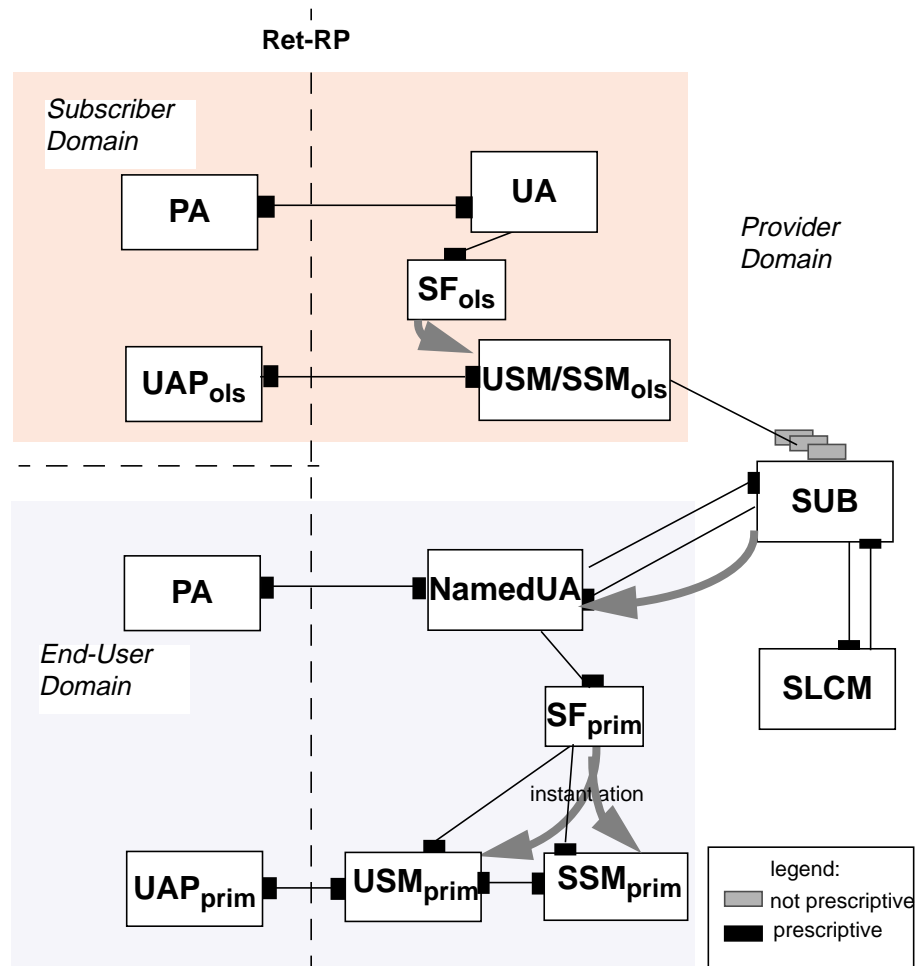 Ret-RP
Subscriber
Domain
PA
UA
Provider
Domain
SFols
UAPols
USM/SSMols
SUB
PA
NamedUA
End-User
Domain
SLCM
SFprim
instantiation
UAPprim
USMprim
SSMprim
legend:
not prescriptive
prescriptive